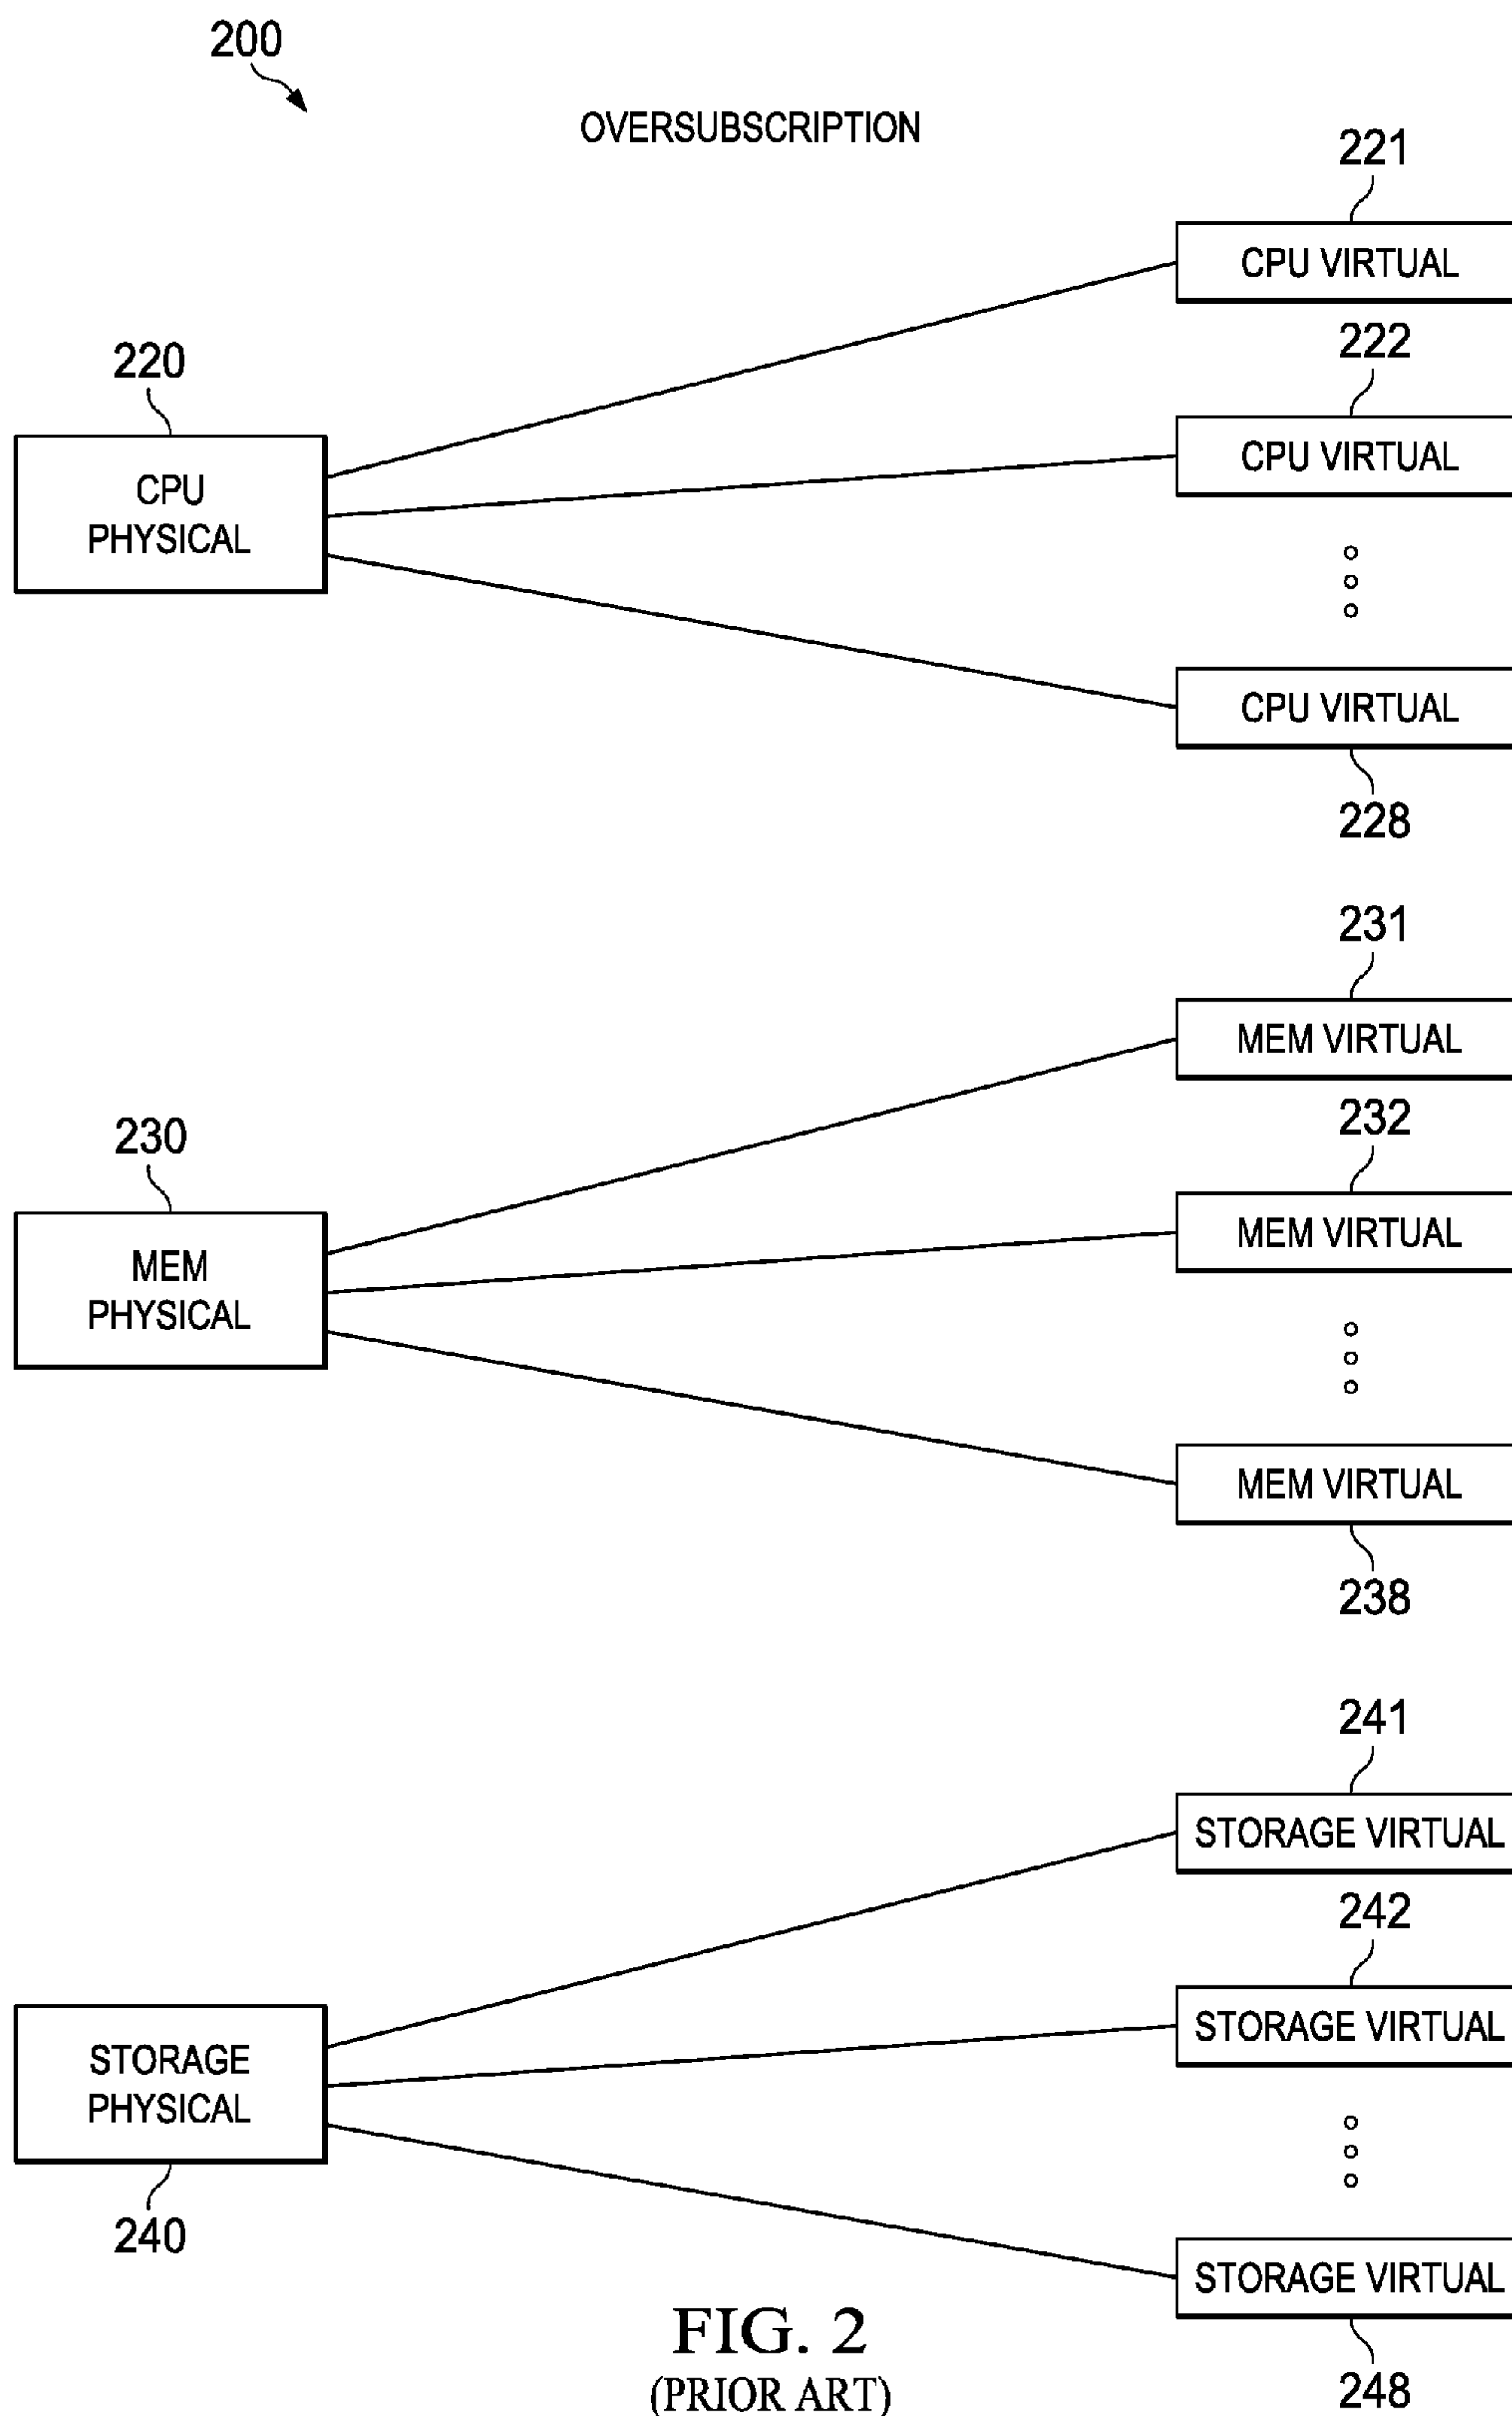 200
OVERSUBSCRIPTION
221
CPU VIRTUAL
222
220
CPU VIRTUAL
CPU
PHYSICAL
CPU VIRTUAL
228
231
MEM VIRTUAL
232
230
MEM VIRTUAL
MEM
PHYSICAL
MEM VIRTUAL
238
241
STORAGE VIRTUAL
242
STORAGE VIRTUAL
STORAGE
PHYSICAL
240
STORAGE VIRTUAL
248
FIG. 2
(PRIOR ART)